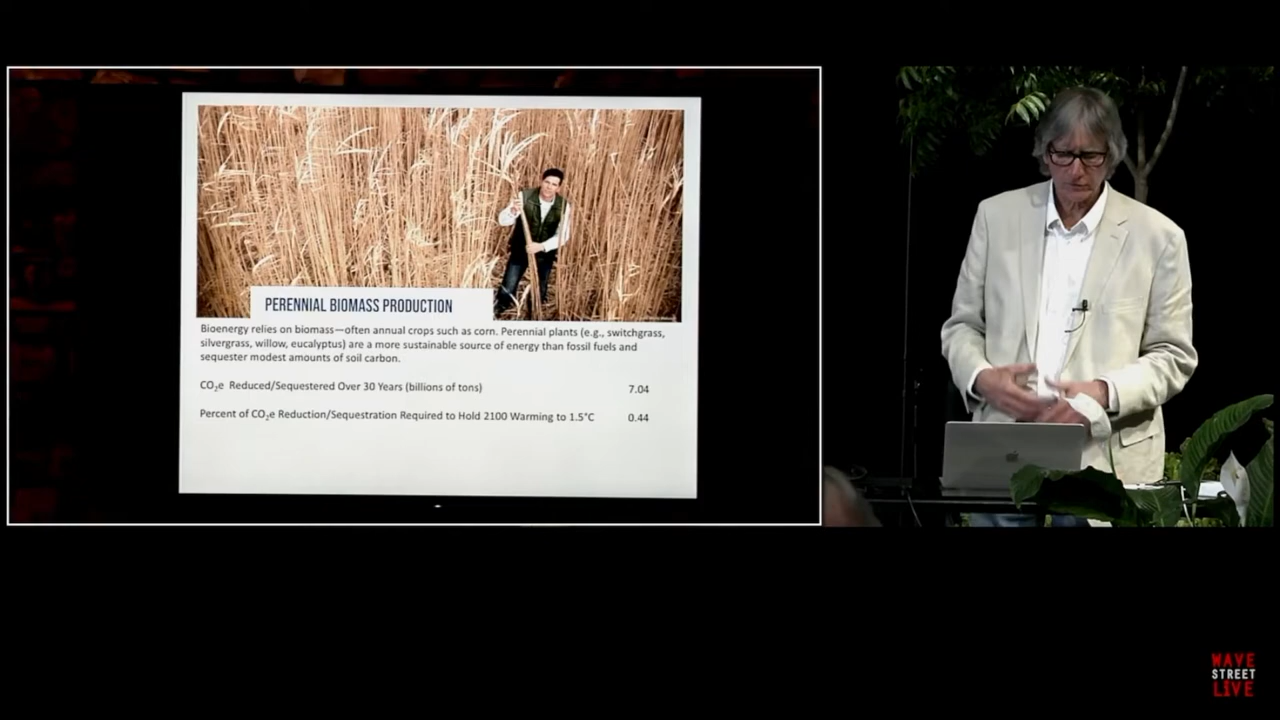 PERENNIAL BIOMASS PRODUCTION
Bioenergy relies on biomass—often annual crops such as corn. Perennial plants (e.g., switchgrass,
silvergrass, willow, eucalyptus) are a more sustainable source of energy than fossil fuels and
sequester modest amounts of soil carbon.
CO₂e Reduced/Sequestered Over 30 Years (billions of tons) 7.04
Percent of CO₂e Reduction/Sequestration Required to Hold 2100 Warming to 1.5°C 0.44
WAVE
STREET
LIVE